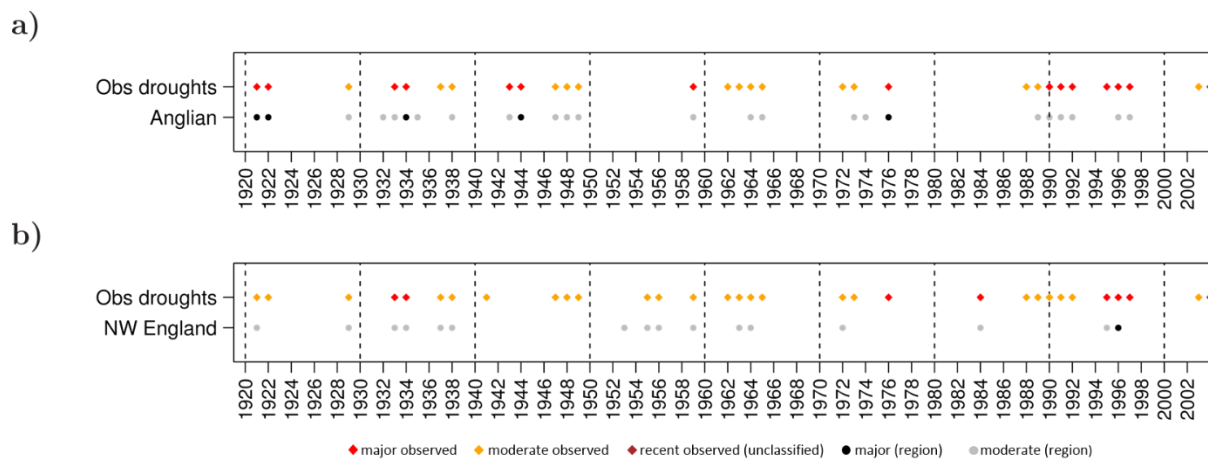 a)
Obs droughts
Anglian
1920 1922 1924 1926 1928 1930 1932 1934 1936 1938 1940 1942 1944 1946 1948 1950 1952 1954 1956 1958 1960 1962 1964 1966 1968 1970 1972 1974 1976 1978 1980 1982 1984 1986 1988 1990 1992 1994 1996 1998 2000 2002
b)
Obs droughts
NW England
1920 1922 1924 1926 1928 1930 1932 1934 1936 1938 1940 1942 1944 1946 1948 1950 1952 1954 1956 1958 1960 1962 1964 1966 1968 1970 1972 1974 1976 1978 1980 1982 1984 1986 1988 1990 1992 1994 1996 1998 2000 2002
major observed moderate observed recent observed (unclassified) major (region) moderate (region)